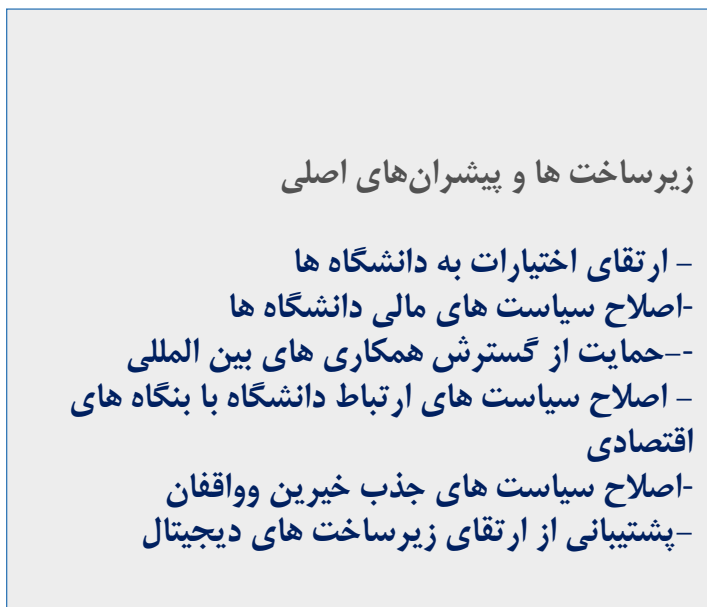 زیرساخت ها و پیشران‌های اصلی
– ارتقای اختیارات به دانشگاه ها
-اصلاح سیاست های مالی دانشگاه ها
-–حمایت از گسترش همکاری های بین المللی
– اصلاح سیاست های ارتباط دانشگاه با بنگاه های
اقتصادی
-اصلاح سیاست های جذب خیرین وواقفان
–پشتیبانی از ارتقای زیرساخت های دیجیتال